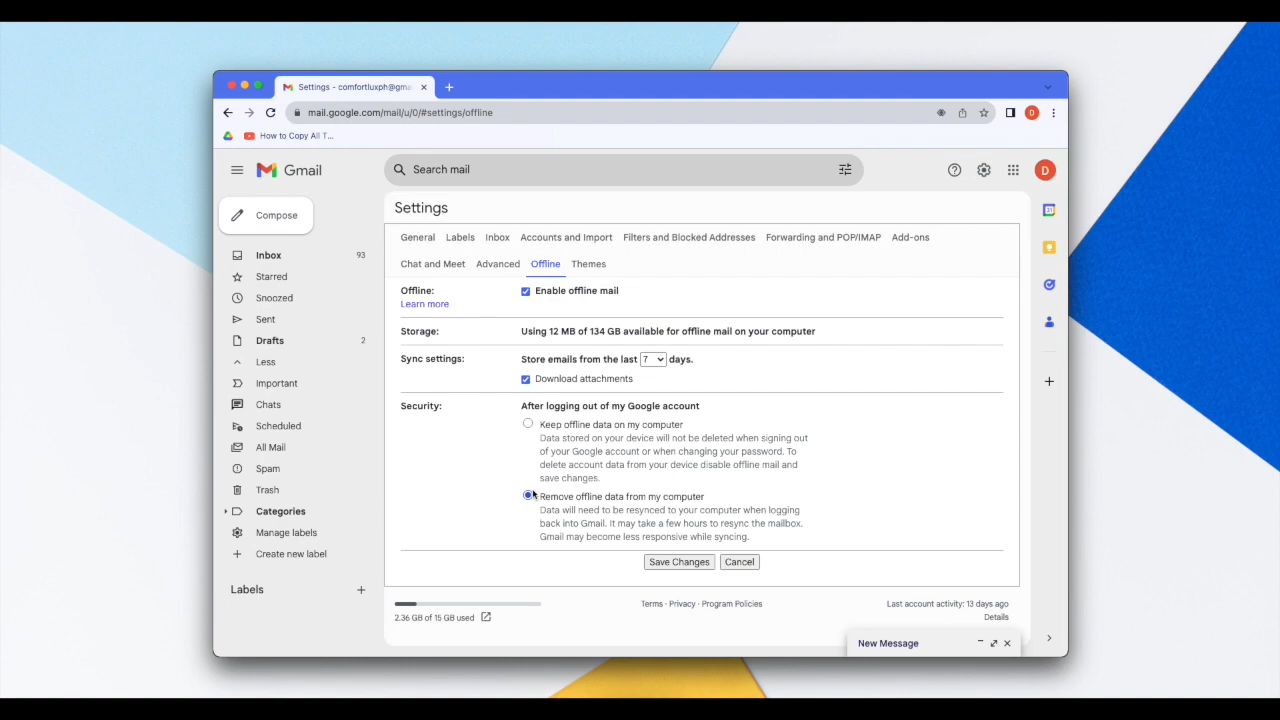 Settings - comfortluxph@gma
mail.google.com/mail/u/0/#settings/offline
How to Copy All T...
D
Gmail
Search mail
D
Compose
Settings
General Labels Inbox Accounts and Import Filters and Blocked Addresses Forwarding and POP/IMAP Add-ons
Chat and Meet Advanced Offline Themes
Inbox 93
Starred
Snoozed
Sent
Drafts 2
Less
Important
Chats
Scheduled
All Mail
Spam
Trash
Categories
Manage labels
Create new label
Labels
Offline: Enable offline mail
Learn more
Storage: Using 12 MB of 134 GB available for offline mail on your computer
Sync settings: Store emails from the last 7 days.
Download attachments
Security: After logging out of my Google account
Keep offline data on my computer
Data stored on your device will not be deleted when signing out
of your Google account or when changing your password. To
delete account data from your device disable offline mail and
save changes.
Remove offline data from my computer
Data will need to be resynced to your computer when logging
back into Gmail. It may take a few hours to resync the mailbox.
Gmail may become less responsive while syncing.
Save Changes Cancel
2.36 GB of 15 GB used
Terms · Privacy · Program Policies
Last account activity: 13 days ago
Details
New Message
31